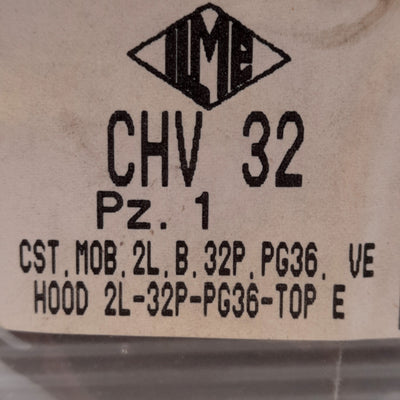 ILME
CHV 32
Pz. 1
CST.MOB.2L.B.32P.PG36. VE
HOOD 2L-32P-PG36-TOP E